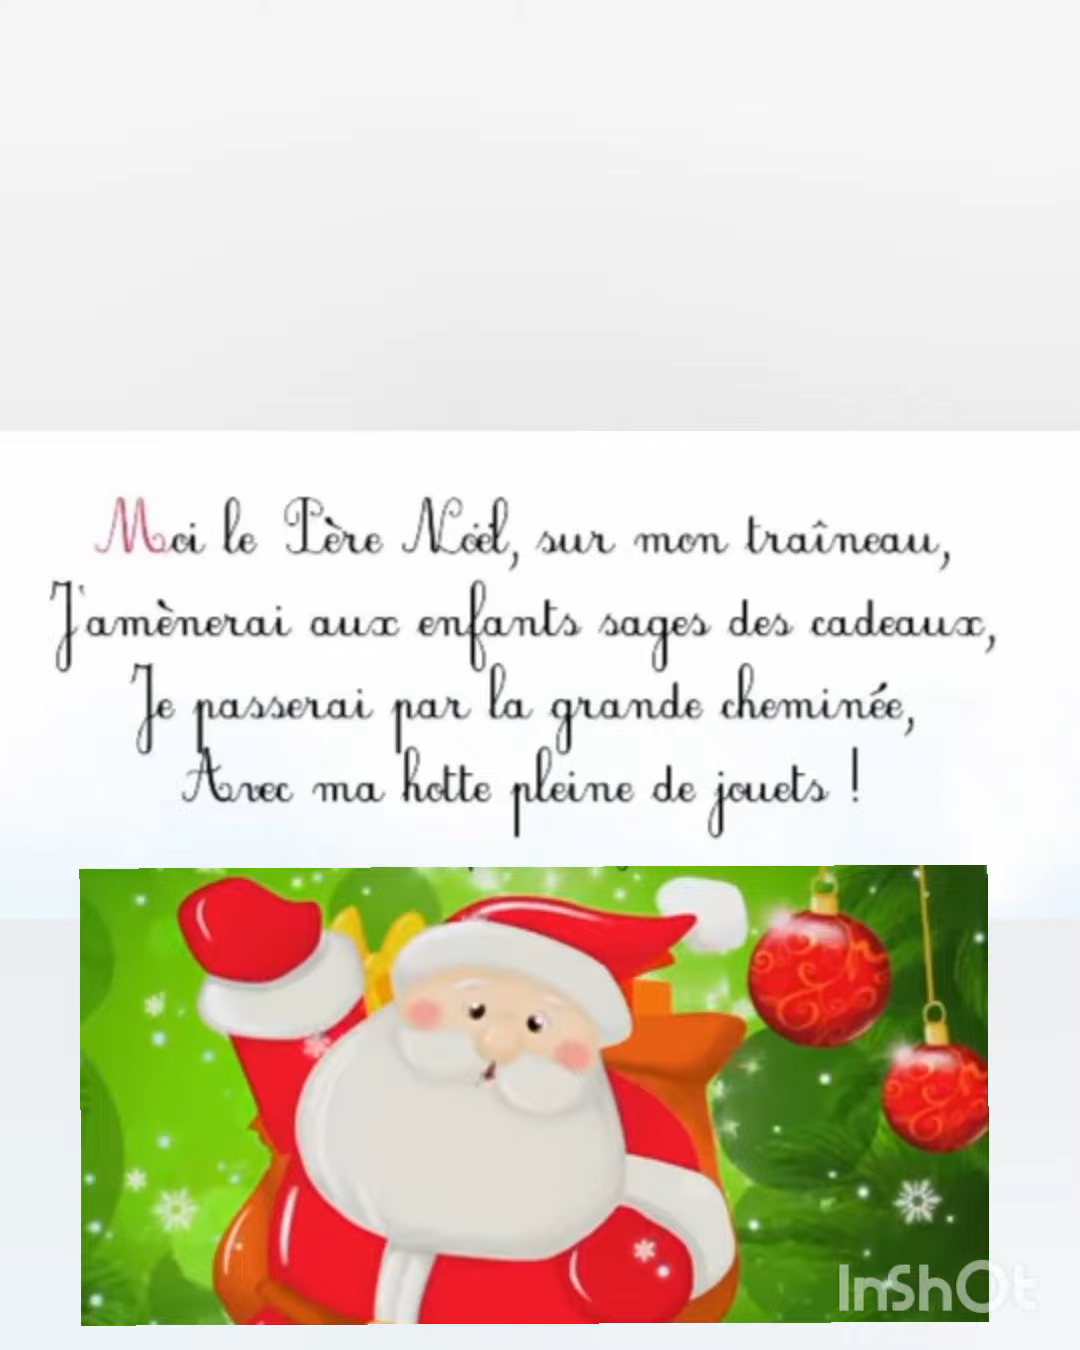 Moi le Père Noël, sur mon traîneau,
J'amènerai aux enfants sages des cadeaux,
Je passerai par la grande cheminée,
Avec ma hotte pleine de jouets !
InShOt